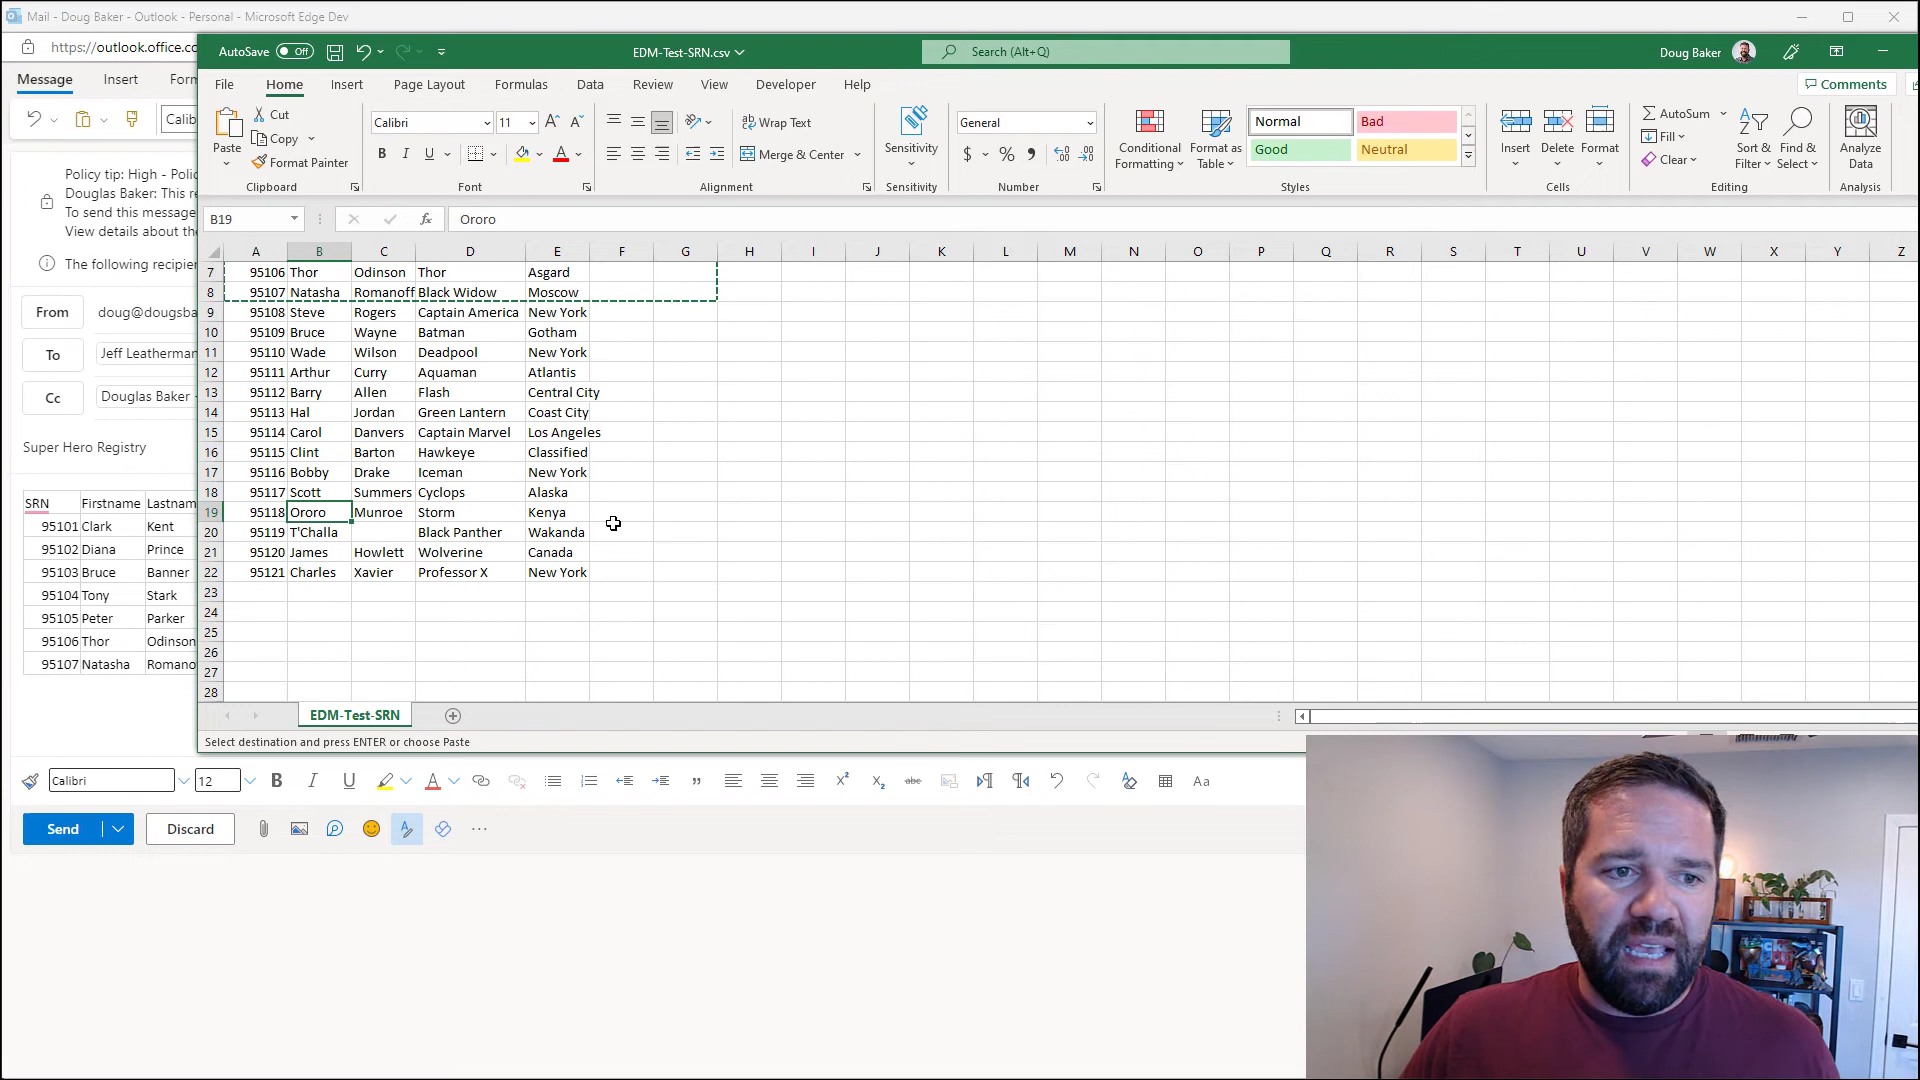 Mail - Doug Baker - Outlook - Personal - Microsoft Edge Dev
https://outlook.office.co
Message Insert Forn
Calib
Policy tip: High - Polic
Douglas Baker: This re
To send this message
View details about the
The following recipien
From doug@dougsba
To Jeff Leatherman
Cc Douglas Baker -
Super Hero Registry
SRN Firstname Lastnam
95101 Clark Kent
95102 Diana Prince
95103 Bruce Banner
95104 Tony Stark
95105 Peter Parker
95106 Thor Odinson
95107 Natasha Romano
AutoSave Off EDM-Test-SRN.csv Search (Alt+Q) Doug Baker
File Home Insert Page Layout Formulas Data Review View Developer Help Comments
Paste Cut Copy Format Painter Clipboard
Calibri 11 B I U A Font
Wrap Text Merge & Center Alignment
Sensitivity Sensitivity
General $ % Number
Conditional Formatting Format as Table Normal Bad Good Neutral Styles
Insert Delete Format Cells
AutoSum Fill Clear Sort & Filter Find & Select Editing
Analyze Data Analysis
B19 fx Ororo
A B C D E F G H I J K L M N O P Q R S T U V W X Y Z
7 95106 Thor Odinson Thor Asgard
8 95107 Natasha Romanoff Black Widow Moscow
9 95108 Steve Rogers Captain America New York
10 95109 Bruce Wayne Batman Gotham
11 95110 Wade Wilson Deadpool New York
12 95111 Arthur Curry Aquaman Atlantis
13 95112 Barry Allen Flash Central City
14 95113 Hal Jordan Green Lantern Coast City
15 95114 Carol Danvers Captain Marvel Los Angeles
16 95115 Clint Barton Hawkeye Classified
17 95116 Bobby Drake Iceman New York
18 95117 Scott Summers Cyclops Alaska
19 95118 Ororo Munroe Storm Kenya
20 95119 T'Challa Black Panther Wakanda
21 95120 James Howlett Wolverine Canada
22 95121 Charles Xavier Professor X New York
23
24
25
26
27
28
EDM-Test-SRN
Select destination and press ENTER or choose Paste
Calibri 12 B I U A abc Aa
Send Discard